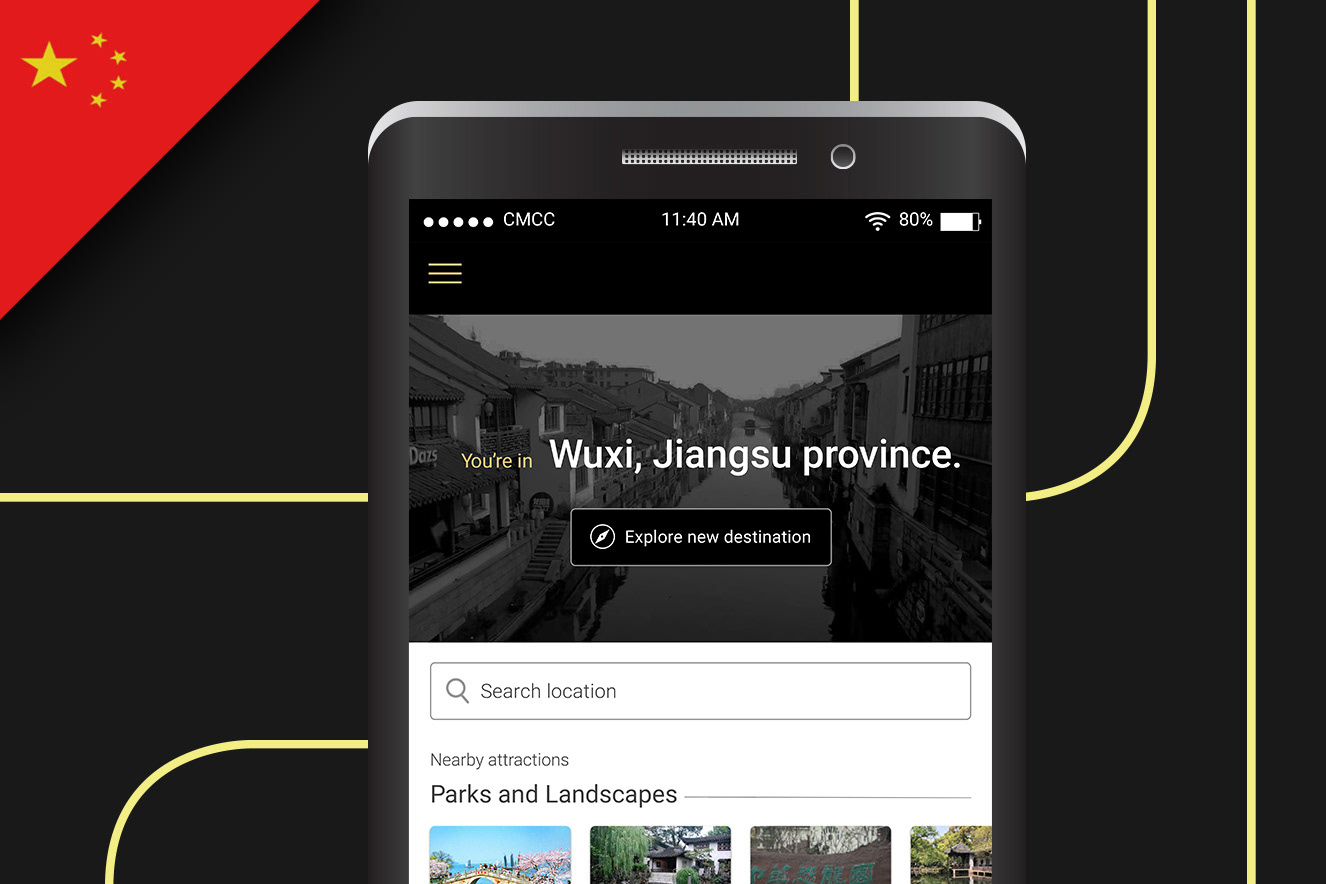 CMCC 11:40 AM 80%
Dazs
You're in Wuxi, Jiangsu province.
Explore new destination
Search location
Nearby attractions
Parks and Landscapes